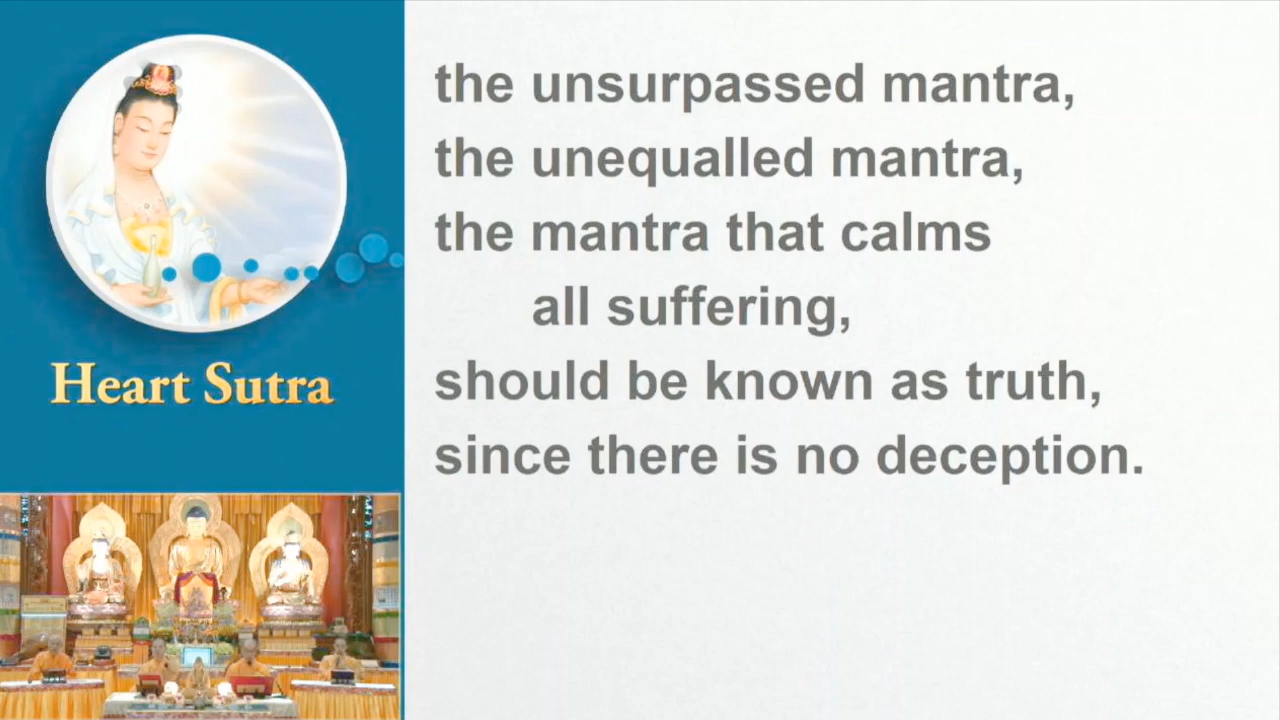 Heart Sutra
the unsurpassed mantra,
the unequalled mantra,
the mantra that calms
all suffering,
should be known as truth,
since there is no deception.